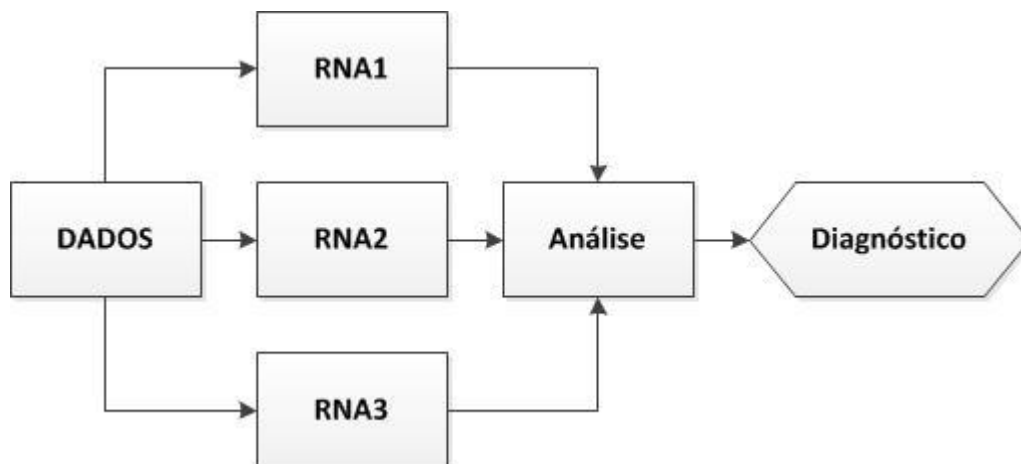 RNA1
DADOS
RNA2
Análise
Diagnóstico
RNA3